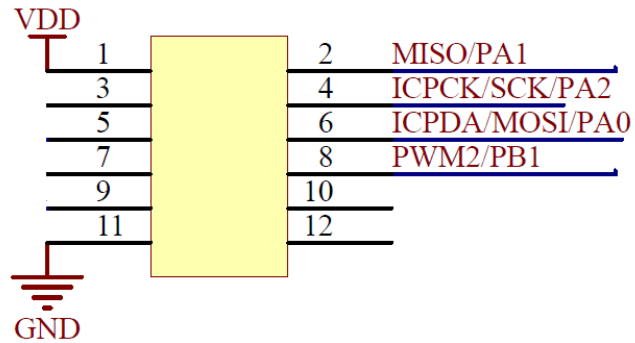 VDD
1 2 MISO/PA1
3 4 ICPCK/SCK/PA2
5 6 ICPDA/MOSI/PA0
7 8 PWM2/PB1
9 10
11 12
GND